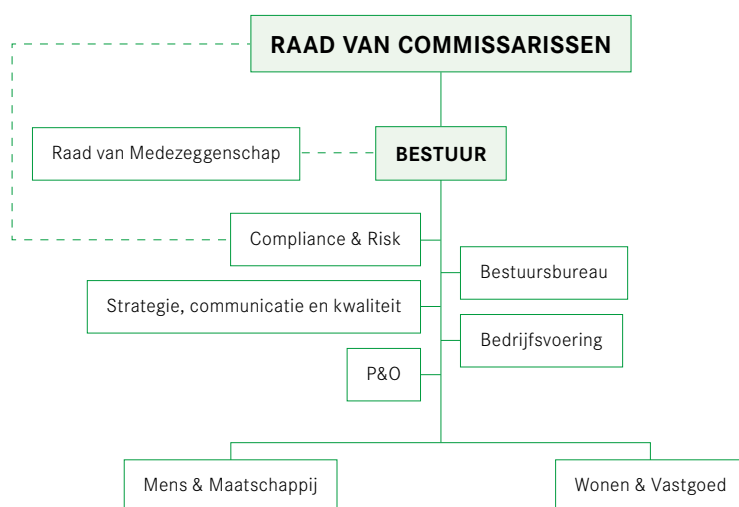 RAAD VAN COMMISSARISSEN
Raad van Medezeggenschap
BESTUUR
Compliance & Risk
Bestuursbureau
Strategie, communicatie en kwaliteit
Bedrijfsvoering
P&O
Mens & Maatschappij
Wonen & Vastgoed